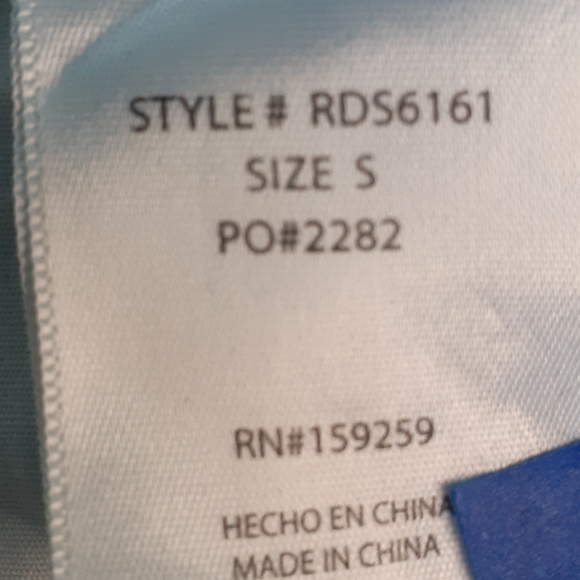 STYLE # RDS6161
SIZE S
PO#2282
RN#159259
HECHO EN CHINA
MADE IN CHINA